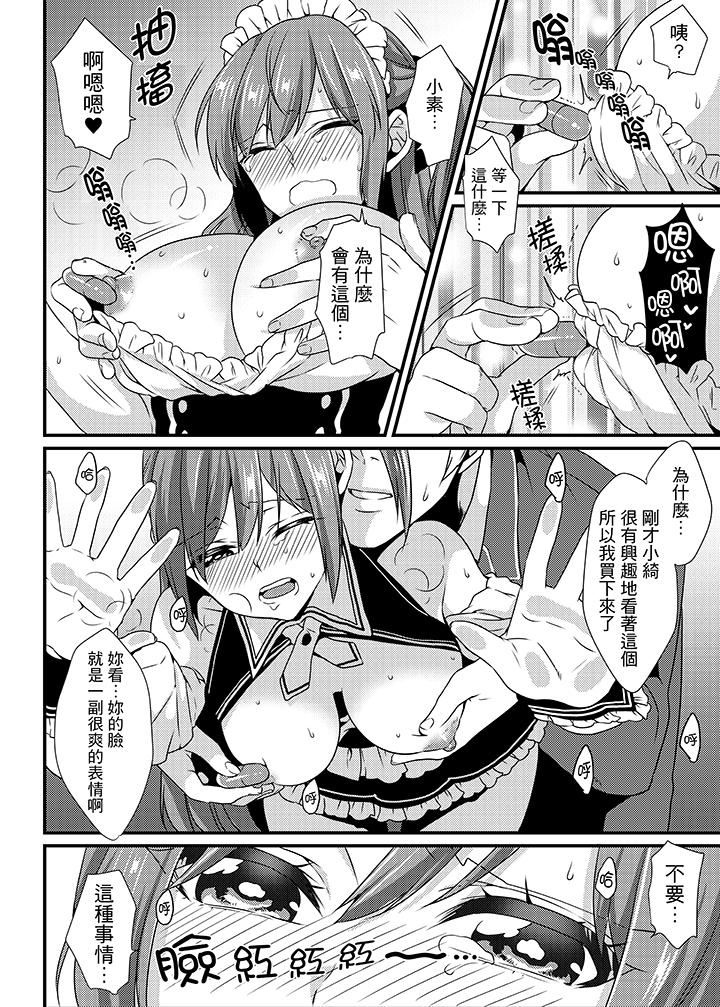 咦？
嗡
嗡嗡嗡嗡
等一下
這什麼…
嗯啊
嗯啊♥
搓揉
搓揉
小素…
抽搐
啊嗯嗯♥
嗡嗡嗡…
為什麼
會有這個…
為什麼…
剛才小綺
很有興趣地看著這個
所以我買下來了
呼
呼
哈
呼
呼
呼
妳看…妳的臉
就是一副很爽的表情啊
不要…
哈
呼
呼
這種事情…
臉紅紅紅～…